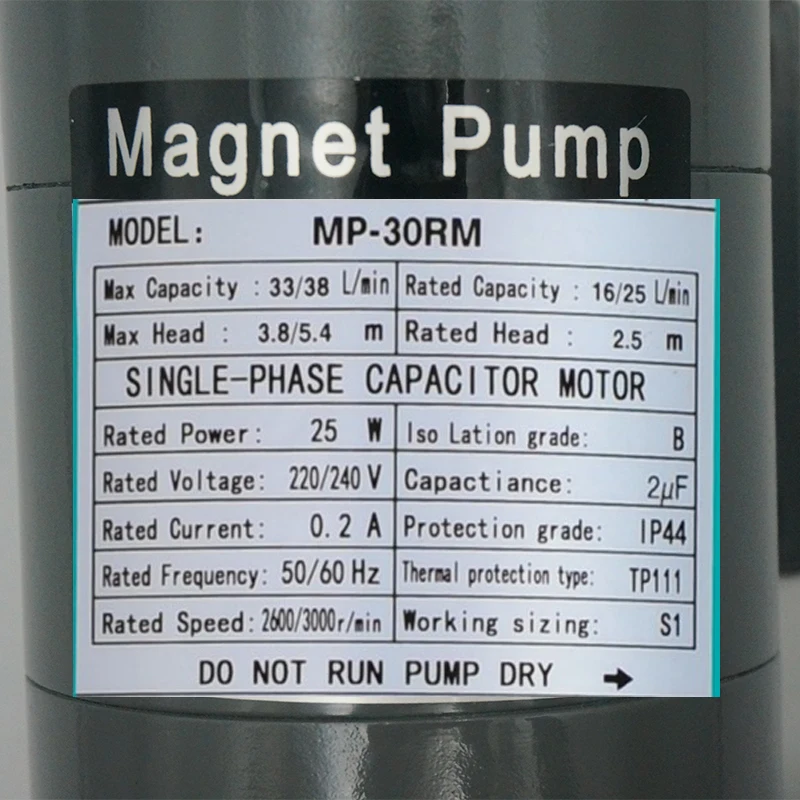 Magnet Pump
MODEL: MP-30RM
Max Capacity : 33/38 L/min Rated Capacity : 16/25 L/min
Max Head : 3.8/5.4 m Rated Head : 2.5 m
SINGLE-PHASE CAPACITOR MOTOR
Rated Power: 25 W Iso Lation grade: B
Rated Voltage: 220/240 V Capactiance: 2μF
Rated Current: 0.2 A Protection grade: IP44
Rated Frequency: 50/60 Hz Thermal protection type: TP111
Rated Speed: 2600/3000r/min Working sizing: S1
DO NOT RUN PUMP DRY →